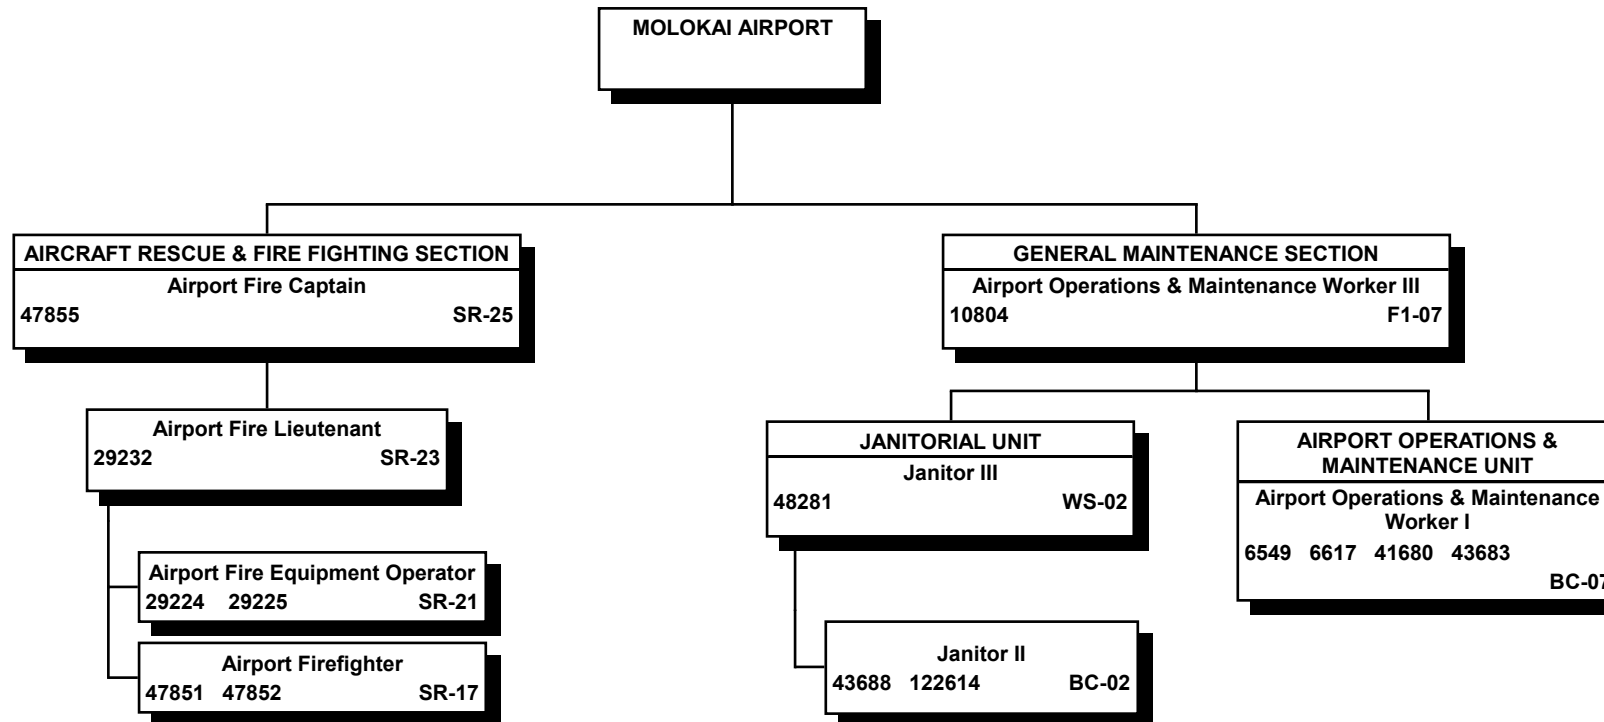 MOLOKAI AIRPORT
AIRCRAFT RESCUE & FIRE FIGHTING SECTION
Airport Fire Captain
47855 SR-25
Airport Fire Lieutenant
29232 SR-23
Airport Fire Equipment Operator
29224 29225 SR-21
Airport Firefighter
47851 47852 SR-17
GENERAL MAINTENANCE SECTION
Airport Operations & Maintenance Worker III
10804 F1-07
JANITORIAL UNIT
Janitor III
48281 WS-02
Janitor II
43688 122614 BC-02
AIRPORT OPERATIONS &
MAINTENANCE UNIT
Airport Operations & Maintenance
Worker I
6549 6617 41680 43683
BC-07